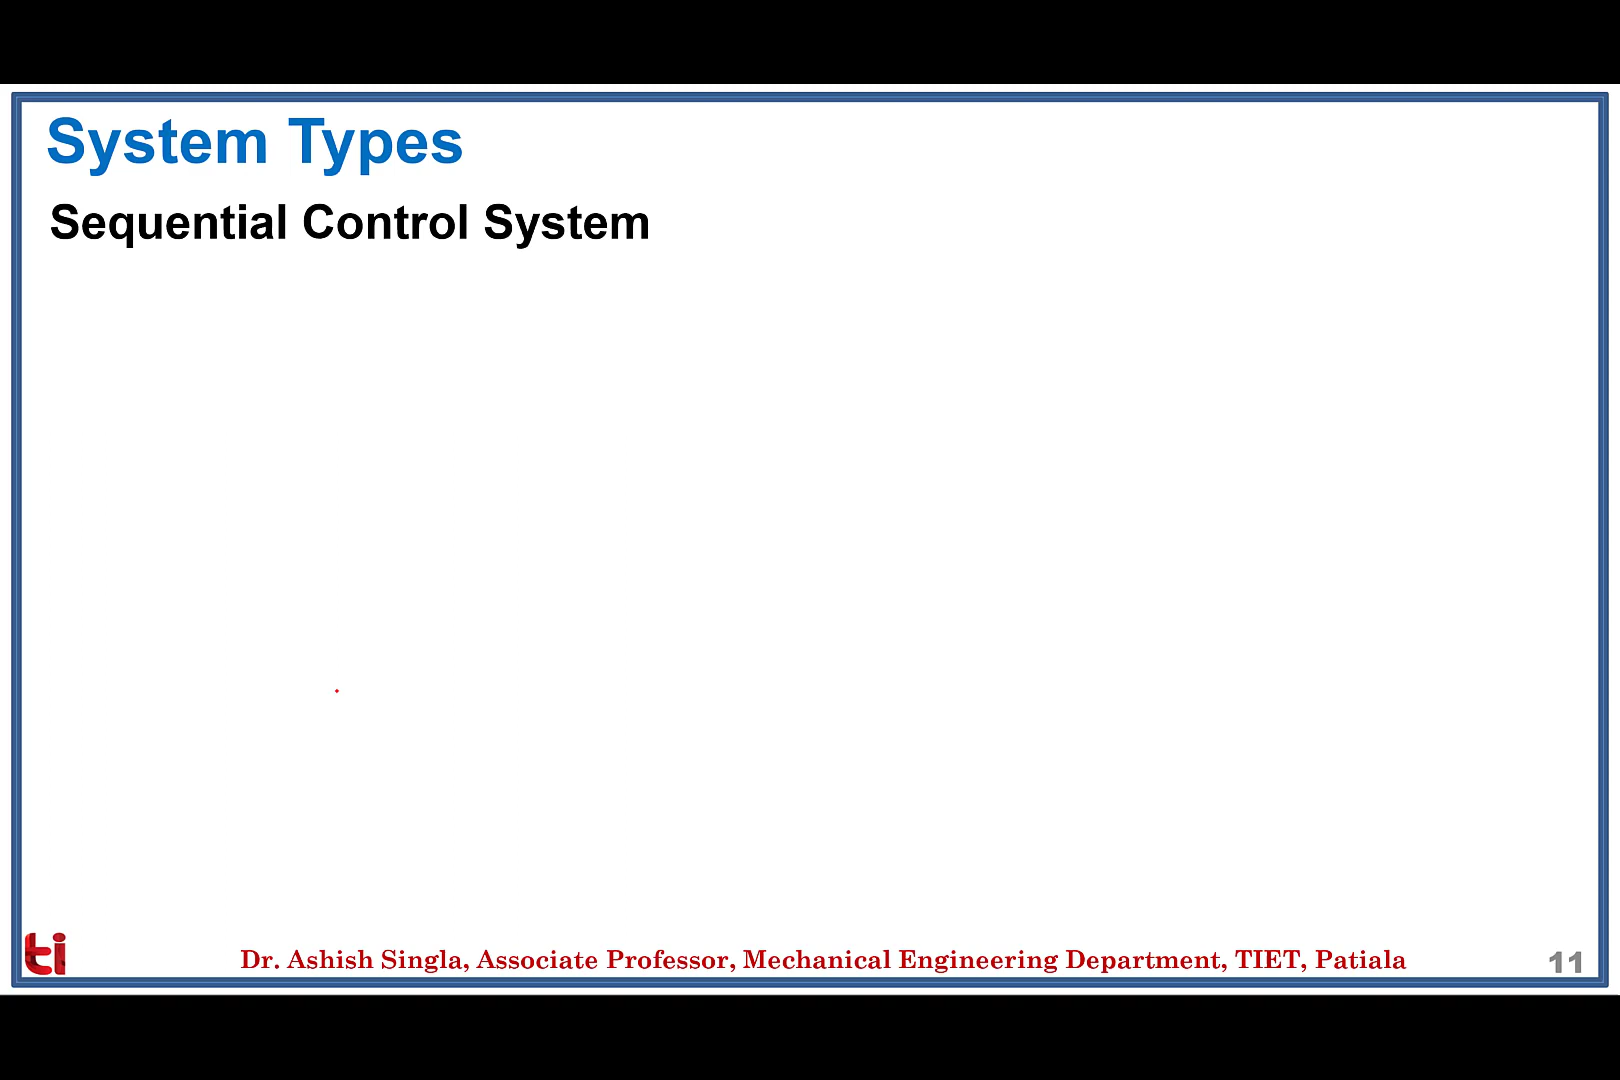 System Types
Sequential Control System
ti
Dr. Ashish Singla, Associate Professor, Mechanical Engineering Department, TIET, Patiala
11